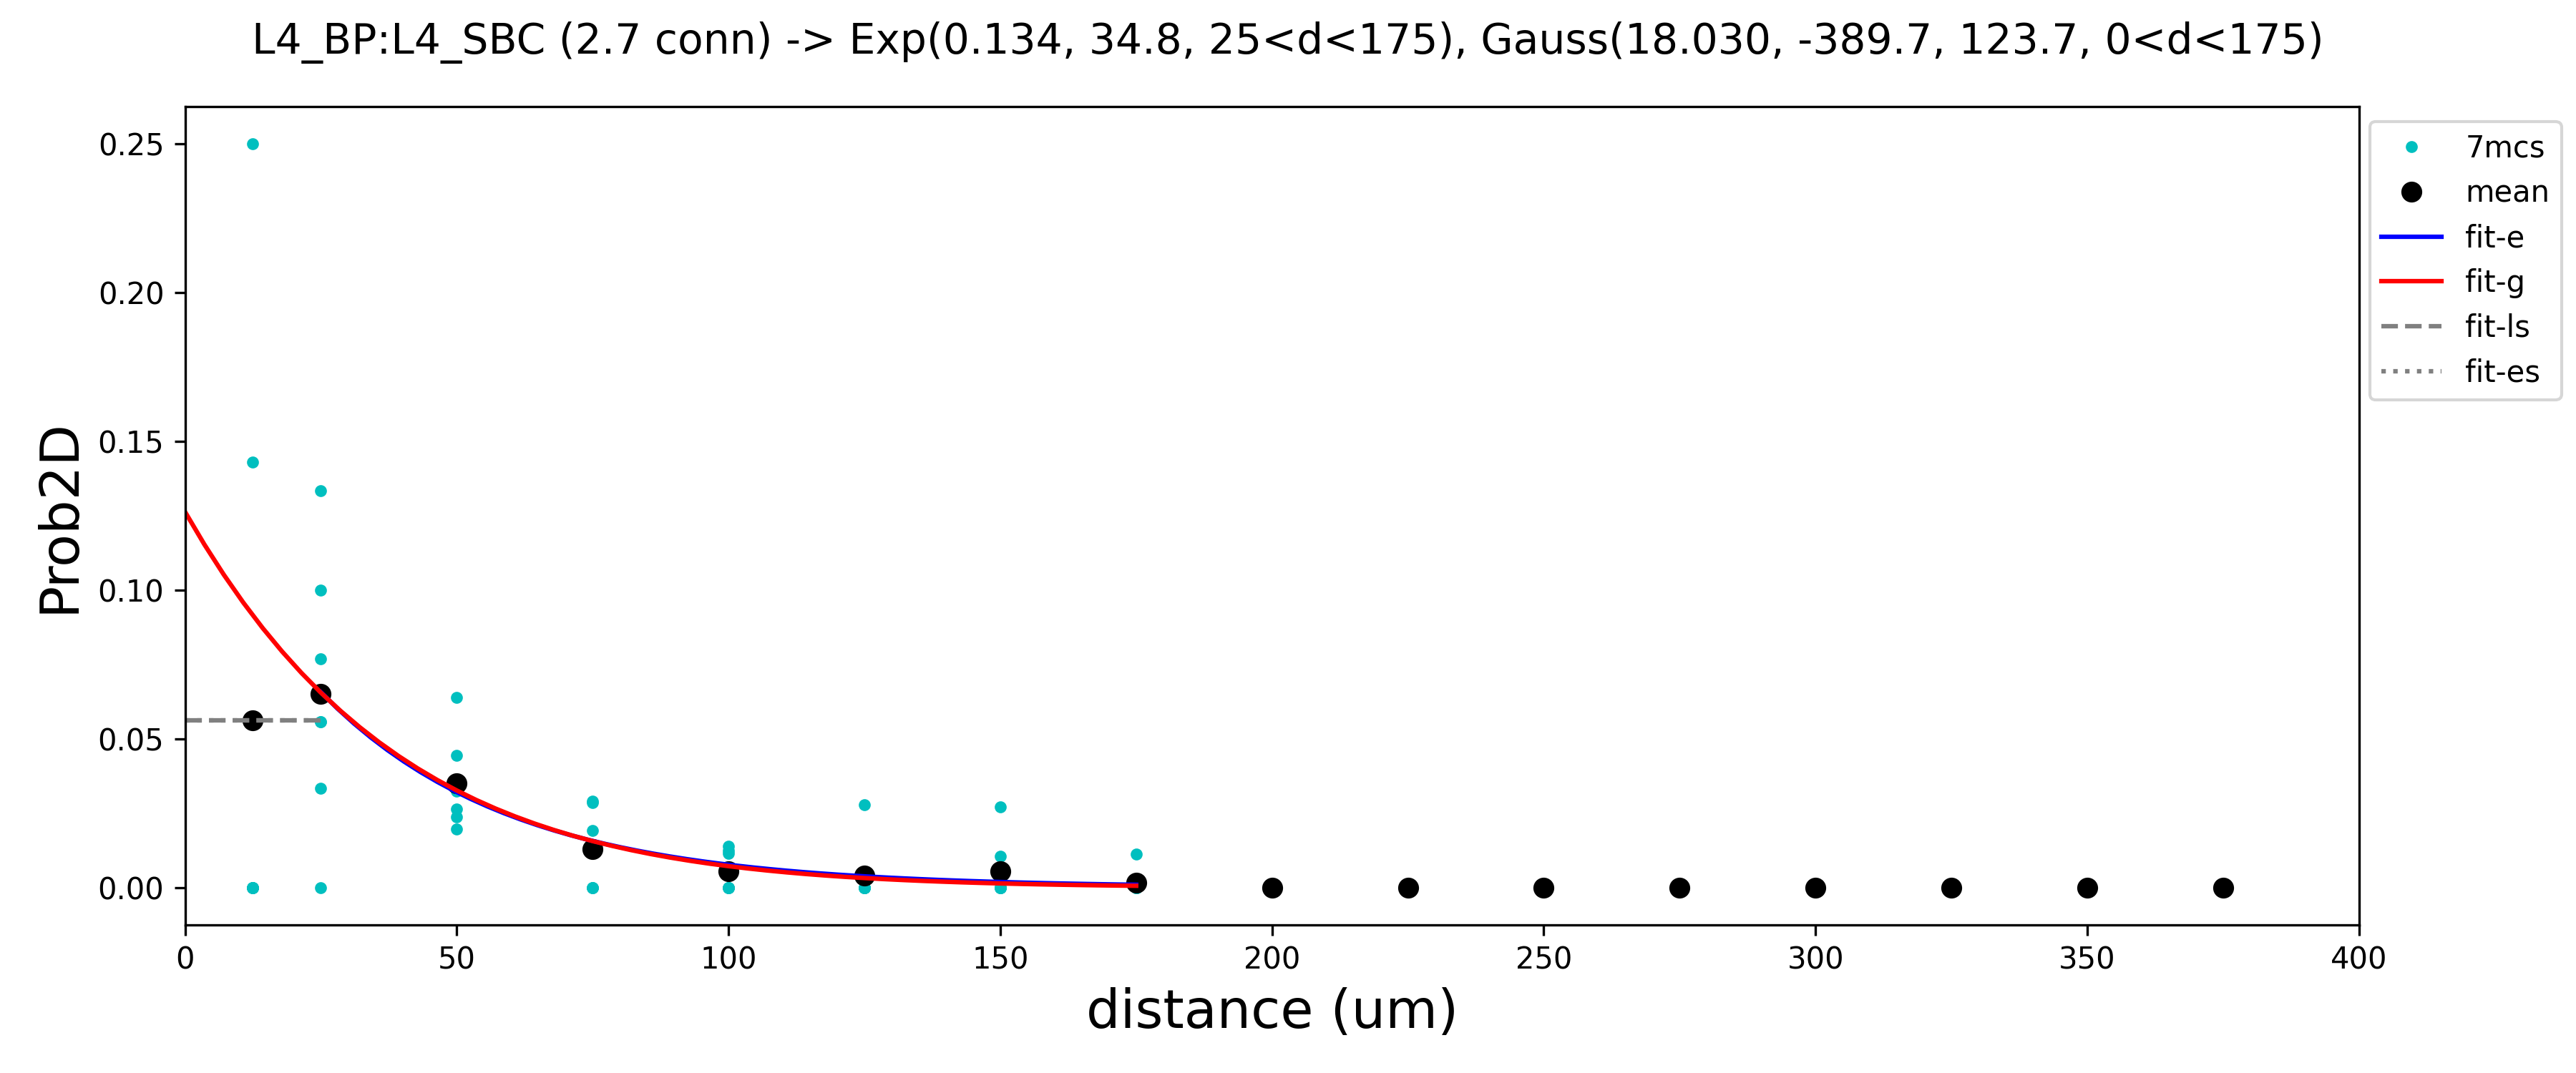 L4_BP:L4_SBC (2.7 conn) -> Exp(0.134, 34.8, 25<d<175), Gauss(18.030, -389.7, 123.7, 0<d<175)
0.25
0.20
0.15
0.10
0.05
0.00
Prob2D
0 50 100 150 200 250 300 350 400
distance (um)
7mcs
mean
fit-e
fit-g
fit-ls
fit-es